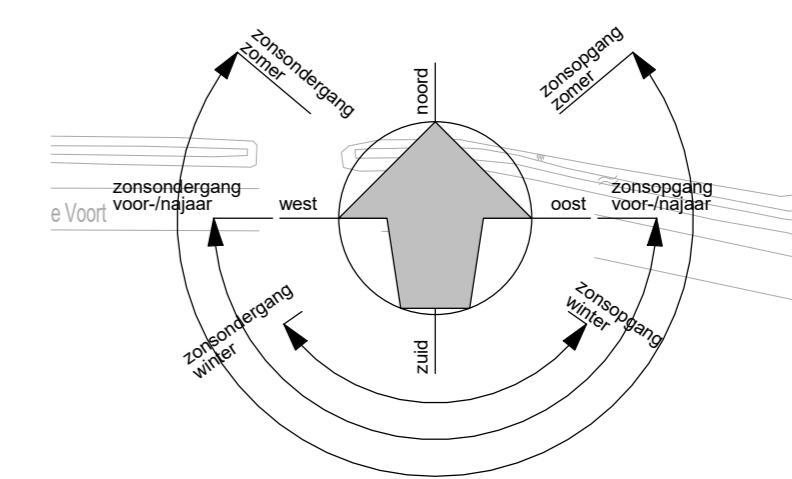 zonsondergang
zomer
noord
zonsopgang
zomer
zonsondergang
voor-/najaar
west
oost
zonsopgang
voor-/najaar
e Voort
zonsondergang
winter
zuid
zonsopgang
winter